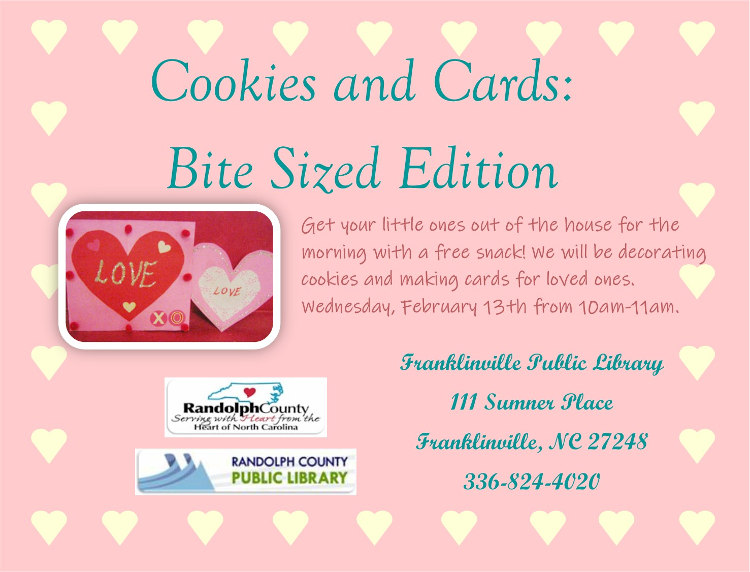 Cookies and Cards:
Bite Sized Edition
LOVE
LOVE
XO
Get your little ones out of the house for the
morning with a free snack! We will be decorating
cookies and making cards for loved ones.
Wednesday, February 13th from 10am-11am.
Franklinville Public Library
111 Sumner Place
Franklinville, NC 27248
336-824-4020
RandolphCounty
Serving with Heart from the
Heart of North Carolina
RANDOLPH COUNTY
PUBLIC LIBRARY